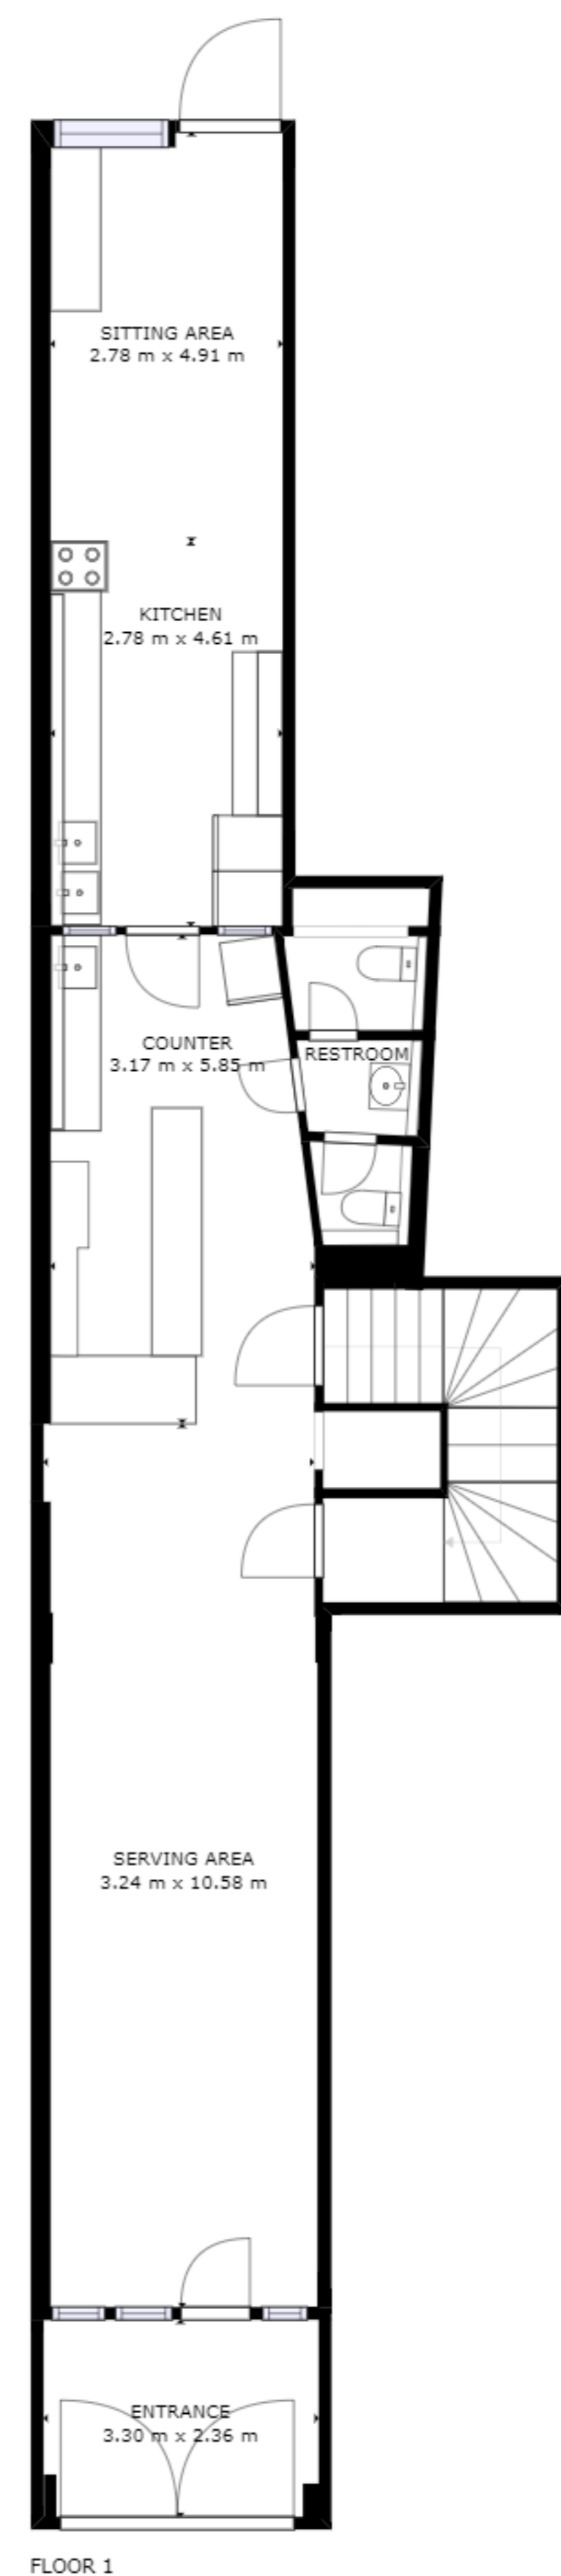 SITTING AREA
2.78 m x 4.91 m
KITCHEN
2.78 m x 4.61 m
COUNTER
3.17 m x 5.85 m
RESTROOM
SERVING AREA
3.24 m x 10.58 m
ENTRANCE
3.30 m x 2.36 m
FLOOR 1